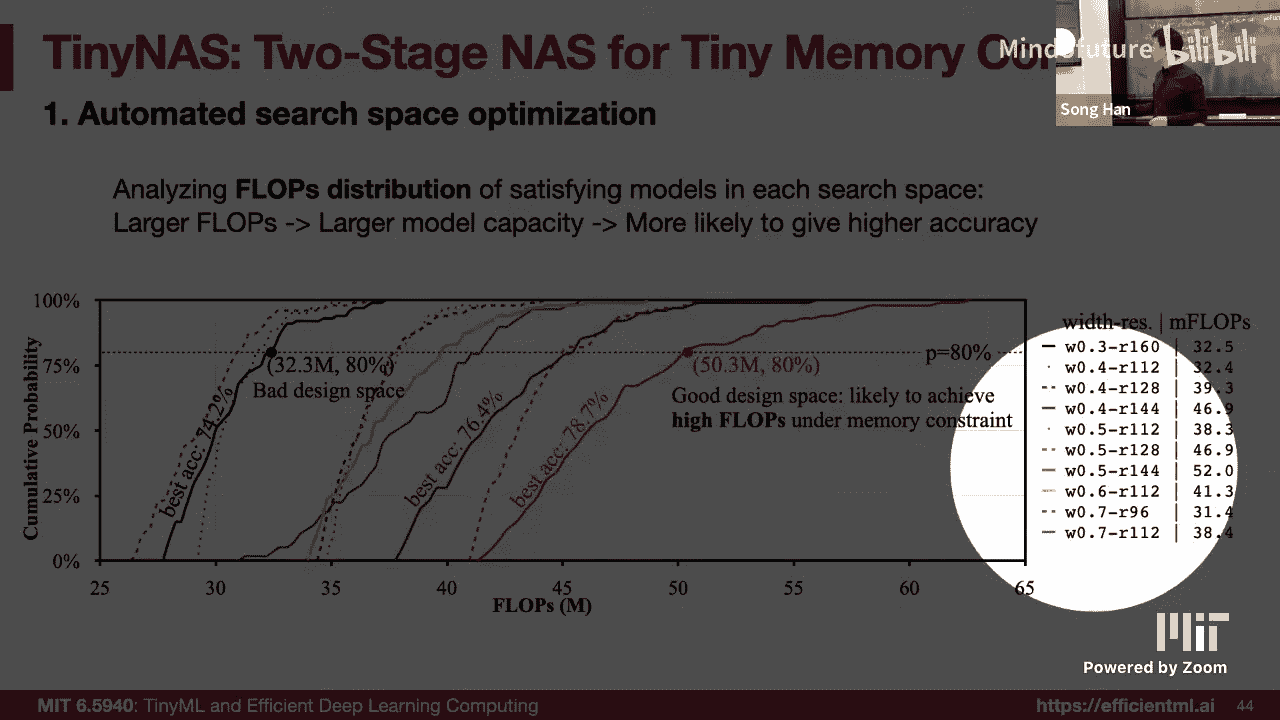 TinyNAS: Two-Stage NAS for Tiny Memory Co
Mind future bilibili
Song Han
1. Automated search space optimization
Analyzing FLOPs distribution of satisfying models in each search space:
Larger FLOPs -> Larger model capacity -> More likely to give higher accuracy
Cumulative Probability
100%
75%
50%
25%
0%
25 30 35 40 45 50 55 60 65
FLOPs (M)
(32.3M, 80%)
Bad design space
best acc: 74.2%
best acc: 76.4%
best acc: 78.7%
(50.3M, 80%)
p=80%
Good design space: likely to achieve
high FLOPs under memory constraint
width-res. | mFLOPs
w0.3-r160 | 32.5
w0.4-r112 | 32.4
w0.4-r128 | 39.3
w0.4-r144 | 46.9
w0.5-r112 | 38.3
w0.5-r128 | 46.9
w0.5-r144 | 52.0
w0.6-r112 | 41.3
w0.7-r96 | 31.4
w0.7-r112 | 38.4
MIT
Powered by Zoom
MIT 6.5940: TinyML and Efficient Deep Learning Computing
https://efficientml.ai 44